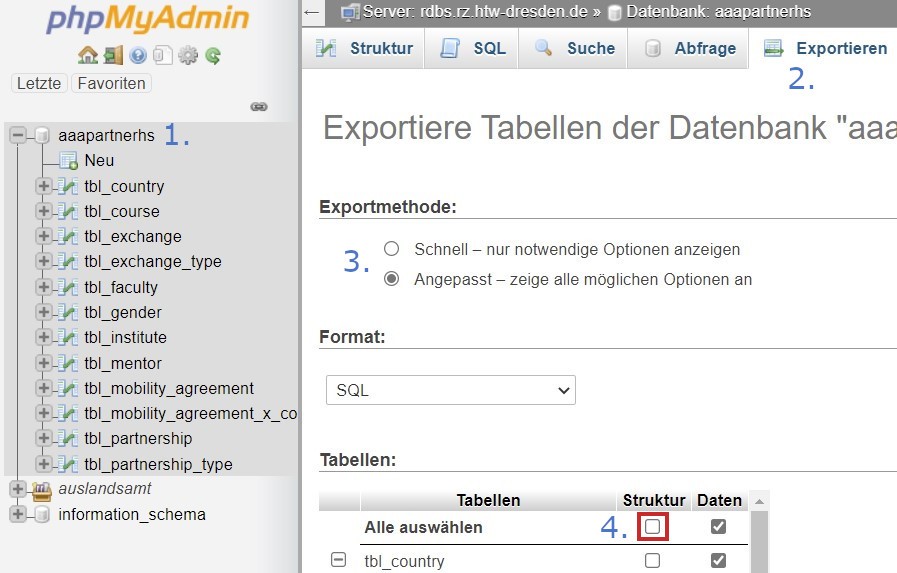 phpMyAdmin
Letzte Favoriten
aaapartnerhs 1.
Neu
tbl_country
tbl_course
tbl_exchange
tbl_exchange_type
tbl_faculty
tbl_gender
tbl_institute
tbl_mentor
tbl_mobility_agreement
tbl_mobility_agreement_x_co
tbl_partnership
tbl_partnership_type
auslandsamt
information_schema
Server: rdbs.rz.htw-dresden.de » Datenbank: aaapartnerhs
Struktur SQL Suche Abfrage Exportieren
2.
Exportiere Tabellen der Datenbank "aaa
Exportmethode:
3.
Schnell – nur notwendige Optionen anzeigen
Angepasst – zeige alle möglichen Optionen an
Format:
SQL
Tabellen:
Tabellen Struktur Daten
Alle auswählen 4.
tbl_country